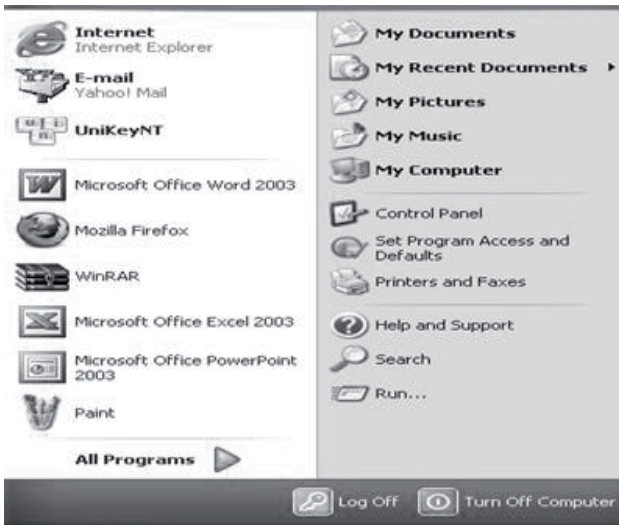 Internet
Internet Explorer
E-mail
Yahoo! Mail
UniKeyNT
Microsoft Office Word 2003
Mozilla Firefox
WinRAR
Microsoft Office Excel 2003
Microsoft Office PowerPoint
2003
Paint
All Programs
My Documents
My Recent Documents
My Pictures
My Music
My Computer
Control Panel
Set Program Access and
Defaults
Printers and Faxes
Help and Support
Search
Run...
Log Off
Turn Off Computer